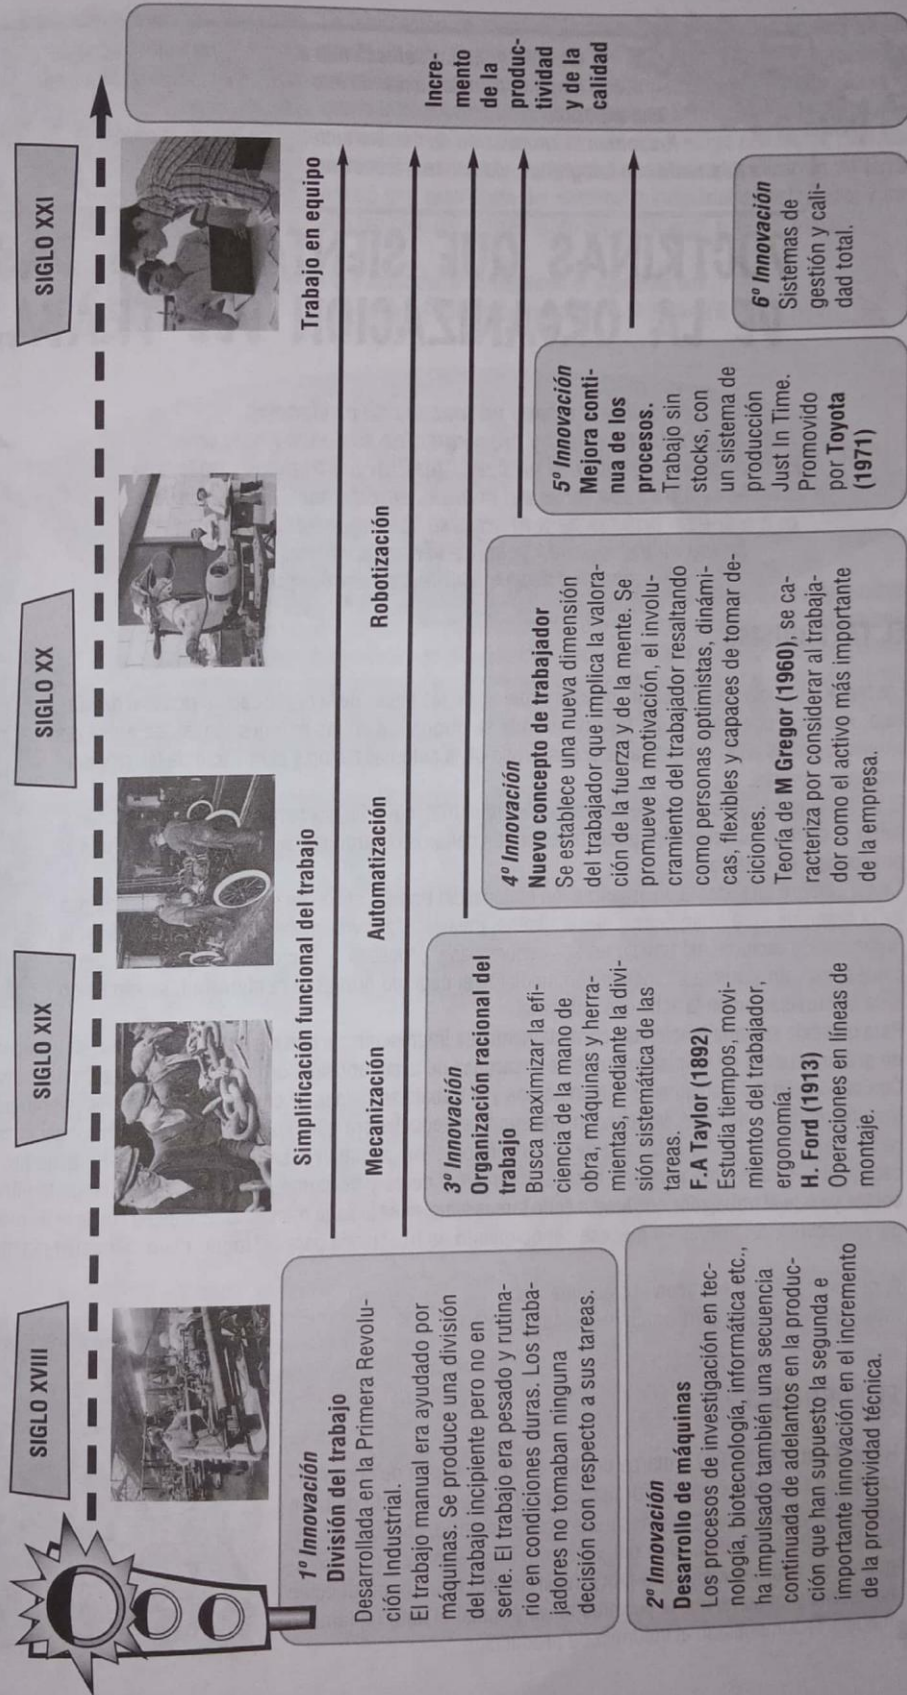 SIGLO XVIII
SIGLO XIX
SIGLO XX
SIGLO XXI
Simplificación funcional del trabajo
Trabajo en equipo
Mecanización
Automatización
Robotización
1º Innovación
División del trabajo
Desarrollada en la Primera Revolu-
ción Industrial.
El trabajo manual era ayudado por
máquinas. Se produce una división
del trabajo incipiente pero no en
serie. El trabajo era pesado y rutina-
rio en condiciones duras. Los traba-
jadores no tomaban ninguna
decisión con respecto a sus tareas.
2º Innovación
Desarrollo de máquinas
Los procesos de investigación en tec-
nología, biotecnología, informática etc.,
ha impulsado también una secuencia
continuada de adelantos en la produc-
ción que han supuesto la segunda e
importante innovación en el incremento
de la productividad técnica.
3º Innovación
Organización racional del
trabajo
Busca maximizar la efi-
ciencia de la mano de
obra, máquinas y herra-
mientas, mediante la divi-
sión sistemática de las
tareas.
F.A Taylor (1892)
Estudia tiempos, movi-
mientos del trabajador,
ergonomía.
H. Ford (1913)
Operaciones en líneas de
montaje.
4º Innovación
Nuevo concepto de trabajador
Se establece una nueva dimensión
del trabajador que implica la valora-
ción de la fuerza y de la mente. Se
promueve la motivación, el involu-
cramiento del trabajador resaltando
como personas optimistas, dinámi-
cas, flexibles y capaces de tomar de-
ciciones.
Teoría de M Gregor (1960), se ca-
racteriza por considerar al trabaja-
dor como el activo más importante
de la empresa.
5º Innovación
Mejora conti-
nua de los
procesos.
Trabajo sin
stocks, con
un sistema de
producción
Just In Time.
Promovido
por Toyota
(1971)
6º Innovación
Sistemas de
gestión y cali-
dad total.
Incre-
mento
de la
produc-
tividad
y de la
calidad